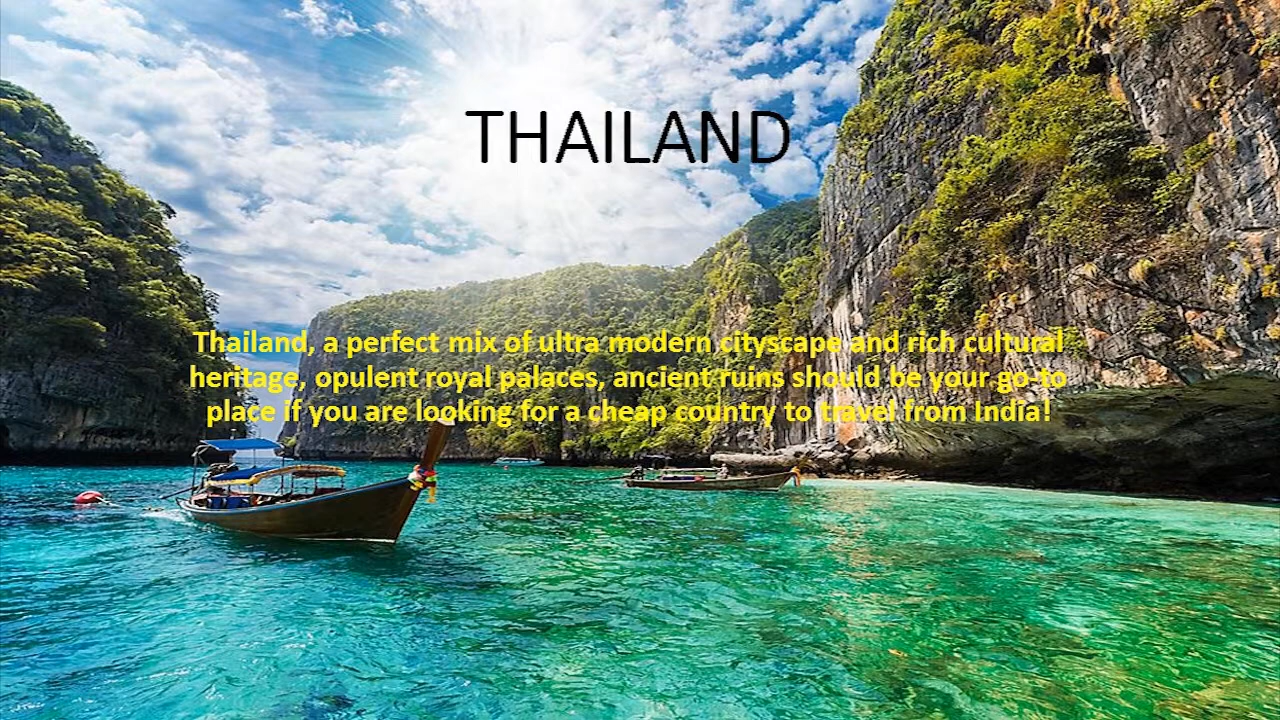 THAILAND
Thailand, a perfect mix of ultra modern cityscape and rich cultural
heritage, opulent royal palaces, ancient ruins should be your go-to
place if you are looking for a cheap country to travel from India!